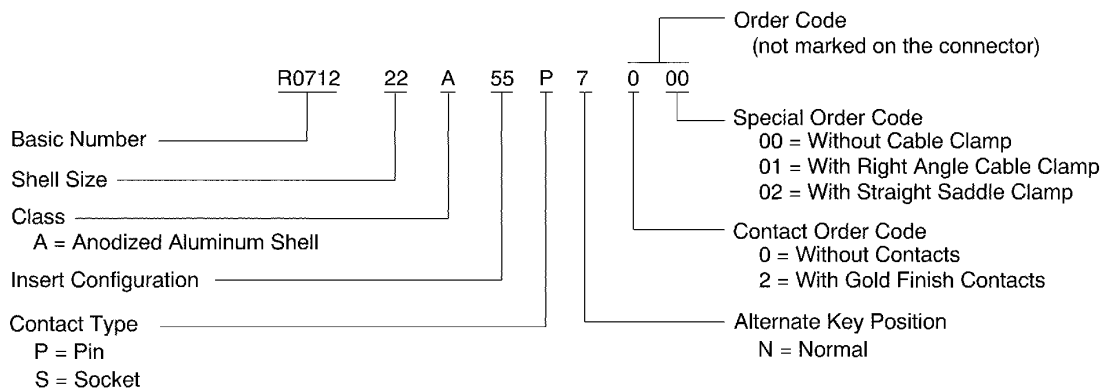 Order Code
(not marked on the connector)
R0712 22 A 55 P 7 0 00
Basic Number
Shell Size
Class
A = Anodized Aluminum Shell
Insert Configuration
Contact Type
P = Pin
S = Socket
Special Order Code
00 = Without Cable Clamp
01 = With Right Angle Cable Clamp
02 = With Straight Saddle Clamp
Contact Order Code
0 = Without Contacts
2 = With Gold Finish Contacts
Alternate Key Position
N = Normal